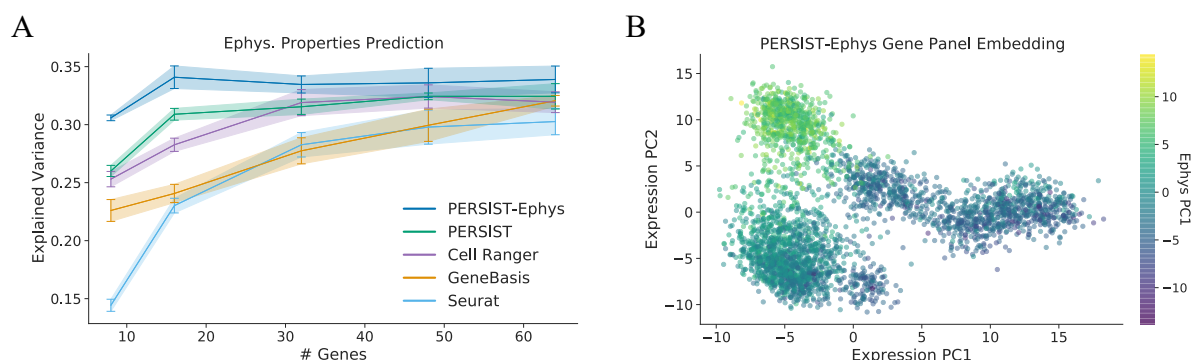 A
Ephys. Properties Prediction
Explained Variance
0.35
0.30
0.25
0.20
0.15
PERSIST-Ephys
PERSIST
Cell Ranger
GeneBasis
Seurat
10 20 30 40 50 60
# Genes
B
PERSIST-Ephys Gene Panel Embedding
Expression PC2
15
10
5
0
−5
−10
−10 −5 0 5 10 15
Expression PC1
10
5
0
−5
−10
Ephys PC1